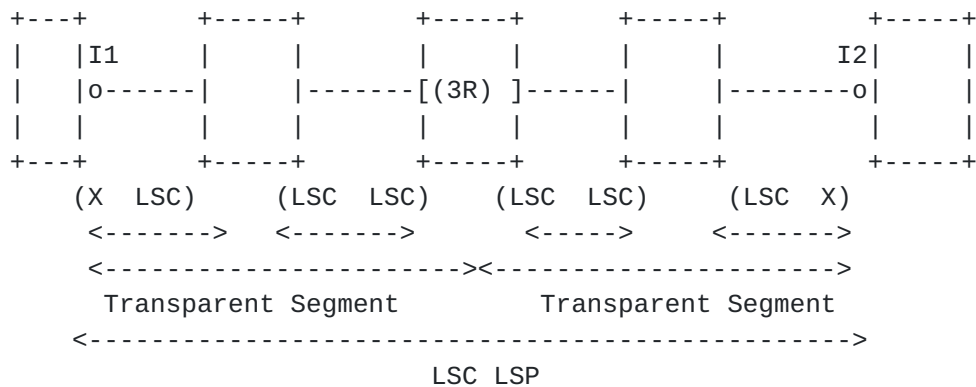 I1 I2
o o
[(3R) ]
(X LSC) (LSC LSC) (LSC LSC) (LSC X)
Transparent Segment Transparent Segment
LSC LSP